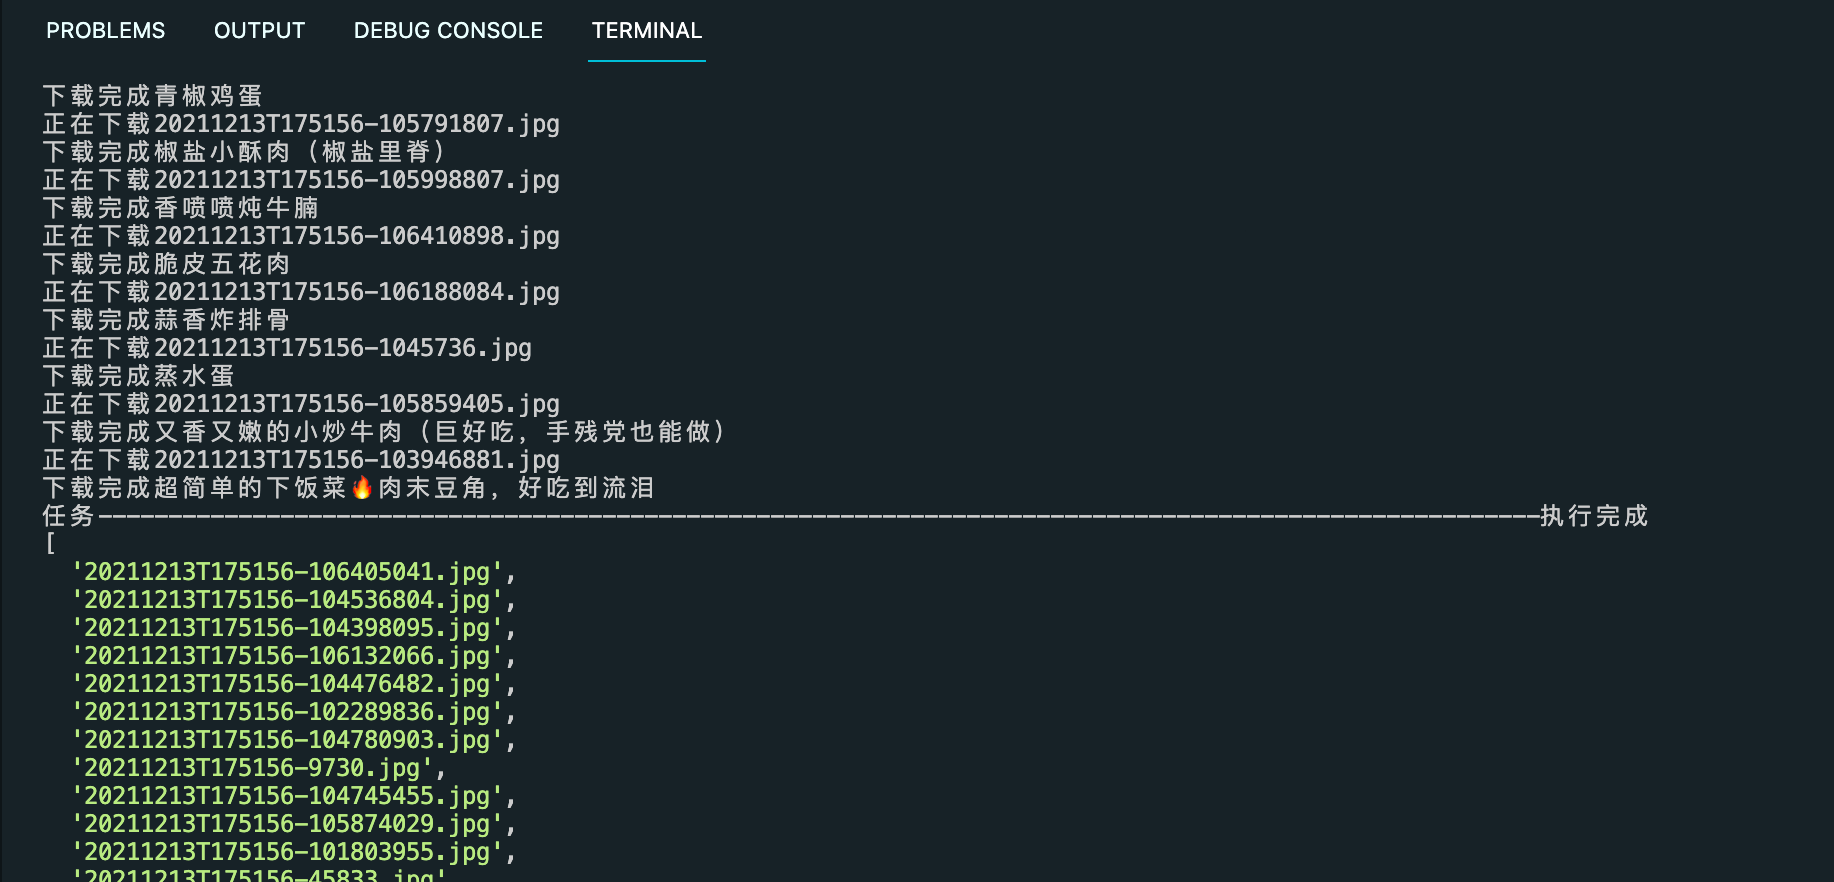 PROBLEMS OUTPUT DEBUG CONSOLE TERMINAL
下载完成青椒鸡蛋
正在下载20211213T175156-105791807.jpg
下载完成椒盐小酥肉（椒盐里脊）
正在下载20211213T175156-105998807.jpg
下载完成香喷喷炖牛腩
正在下载20211213T175156-106410898.jpg
下载完成脆皮五花肉
正在下载20211213T175156-106188084.jpg
下载完成蒜香炸排骨
正在下载20211213T175156-1045736.jpg
下载完成蒸水蛋
正在下载20211213T175156-105859405.jpg
下载完成又香又嫩的小炒牛肉（巨好吃，手残党也能做）
正在下载20211213T175156-103946881.jpg
下载完成超简单的下饭菜🔥肉末豆角，好吃到流泪
任务-------------------------------------------------------------------------------------------------------执行完成
[
'20211213T175156-106405041.jpg',
'20211213T175156-104536804.jpg',
'20211213T175156-104398095.jpg',
'20211213T175156-106132066.jpg',
'20211213T175156-104476482.jpg',
'20211213T175156-102289836.jpg',
'20211213T175156-104780903.jpg',
'20211213T175156-9730.jpg',
'20211213T175156-104745455.jpg',
'20211213T175156-105874029.jpg',
'20211213T175156-101803955.jpg',
'20211213T175156-45833.jpg'